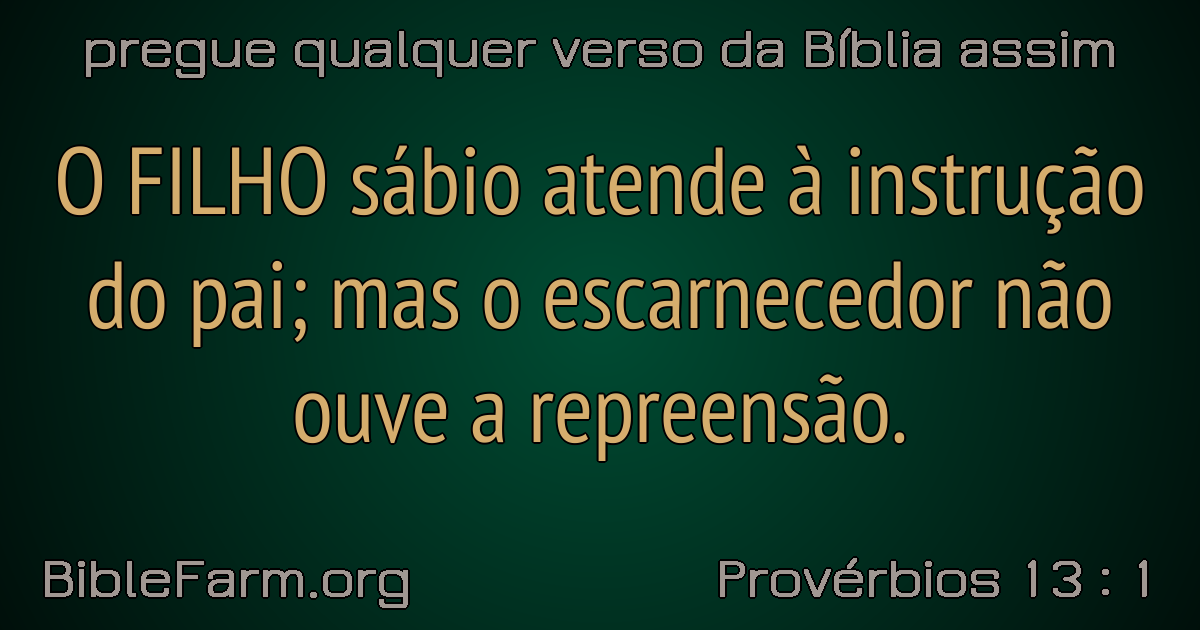 pregue qualquer verso da Bíblia assim
O FILHO sábio atende à instrução
do pai; mas o escarnecedor não
ouve a repreensão.
BibleFarm.org
Provérbios 13 : 1